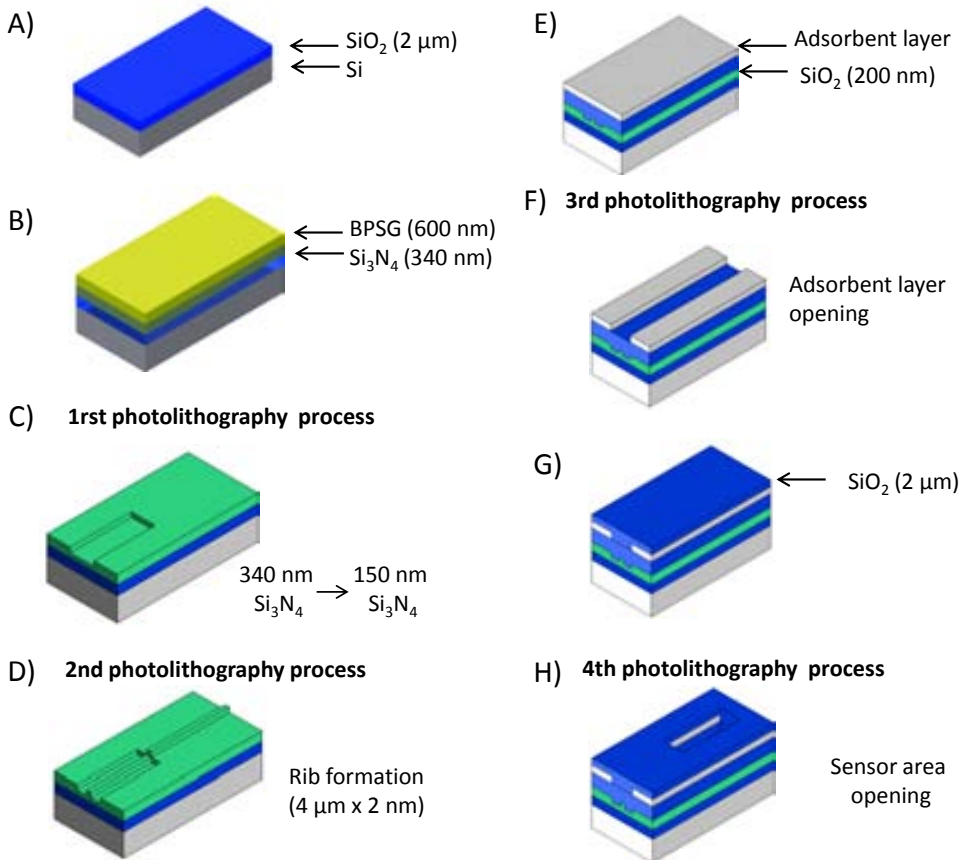 A)
SiO₂ (2 µm)
Si
B)
BPSG (600 nm)
Si₃N₄ (340 nm)
C) 1rst photolithography process
340 nm → 150 nm
Si₃N₄ Si₃N₄
D) 2nd photolithography process
Rib formation
(4 µm x 2 nm)
E)
Adsorbent layer
SiO₂ (200 nm)
F) 3rd photolithography process
Adsorbent layer
opening
G)
SiO₂ (2 µm)
H) 4th photolithography process
Sensor area
opening